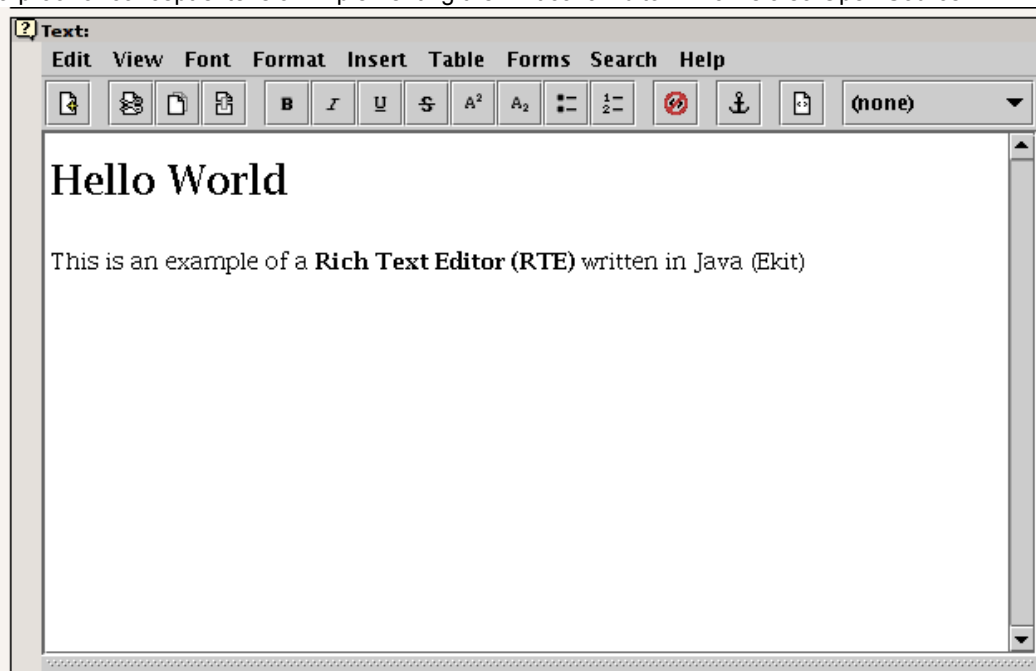 Text:
Edit View Font Format Insert Table Forms Search Help
B I U S A² A₂ (none)
Hello World
This is an example of a Rich Text Editor (RTE) written in Java (Ekit)